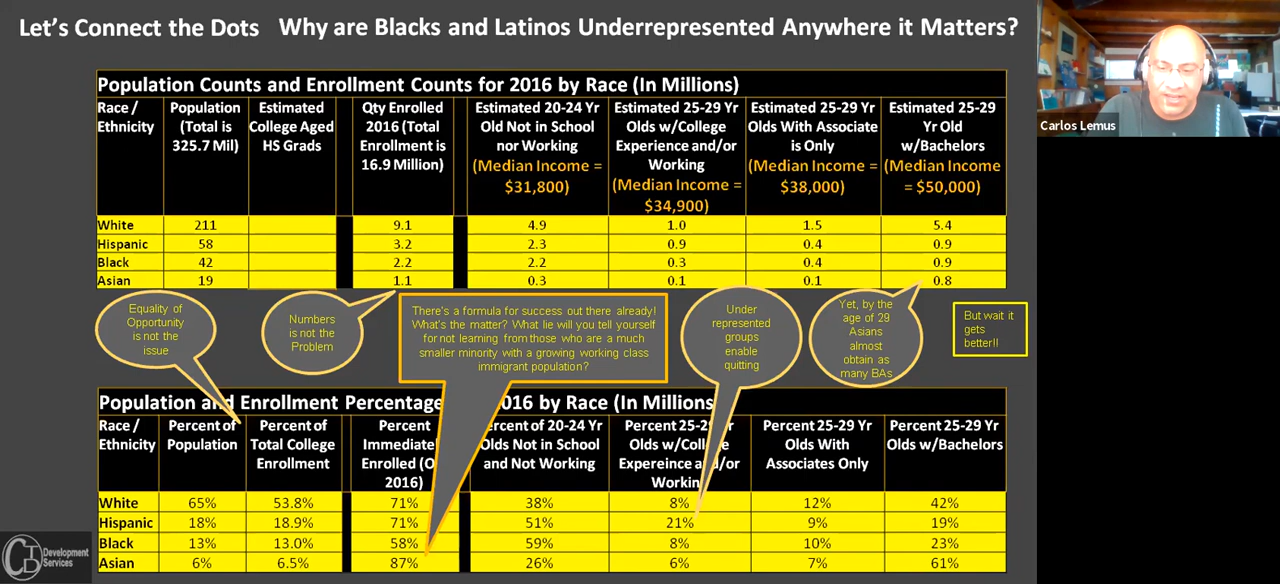 Let's Connect the Dots Why are Blacks and Latinos Underrepresented Anywhere it Matters?
Carlos Lemus
Population Counts and Enrollment Counts for 2016 by Race (In Millions)
Race / Ethnicity Population (Total is 325.7 Mil) Estimated College Aged HS Grads Qty Enrolled 2016 (Total Enrollment is 16.9 Million) Estimated 20-24 Yr Old Not in School nor Working (Median Income = $31,800) Estimated 25-29 Yr Olds w/College Experience and/or Working (Median Income = $34,900) Estimated 25-29 Yr Olds With Associate is Only (Median Income = $38,000) Estimated 25-29 Yr Old w/Bachelors (Median Income = $50,000)
White 211 9.1 4.9 1.0 1.5 5.4
Hispanic 58 3.2 2.3 0.9 0.4 0.9
Black 42 2.2 2.2 0.3 0.4 0.9
Asian 19 1.1 0.3 0.1 0.1 0.8
Equality of
Opportunity
is not the
issue
Numbers
is not the
Problem
There's a formula for success out there already!
What's the matter? What lie will you tell yourself
for not learning from those who are a much
smaller minority with a growing working class
immigrant population?
Under
represented
groups
enable
quitting
Yet, by the
age of 29
Asians
almost
obtain as
many BAs
But wait it
gets
better!!
Population and Enrollment Percentage 2016 by Race (In Millions
Race / Ethnicity Percent of Population Percent of Total College Enrollment Percent Immediate Enrolled (O 2016) Percent of 20-24 Yr Olds Not in School and Not Working Percent 25-29 Yr Olds w/College Expereince and/or Working Percent 25-29 Yr Olds With Associates Only Percent 25-29 Yr Olds w/Bachelors
White 65% 53.8% 71% 38% 8% 12% 42%
Hispanic 18% 18.9% 71% 51% 21% 9% 19%
Black 13% 13.0% 58% 59% 8% 10% 23%
Asian 6% 6.5% 87% 26% 6% 7% 61%
Development
Services